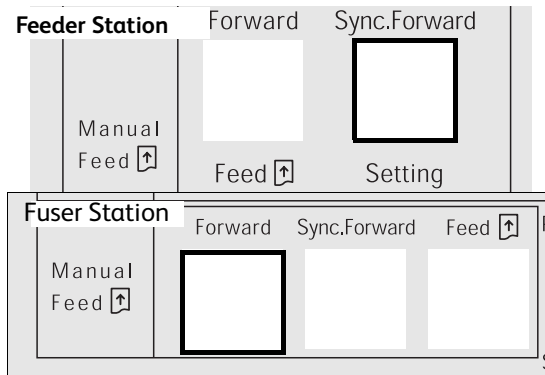 Feeder Station
Forward Sync.Forward
Manual
Feed
Feed Setting
Fuser Station
Forward Sync.Forward Feed
Manual
Feed